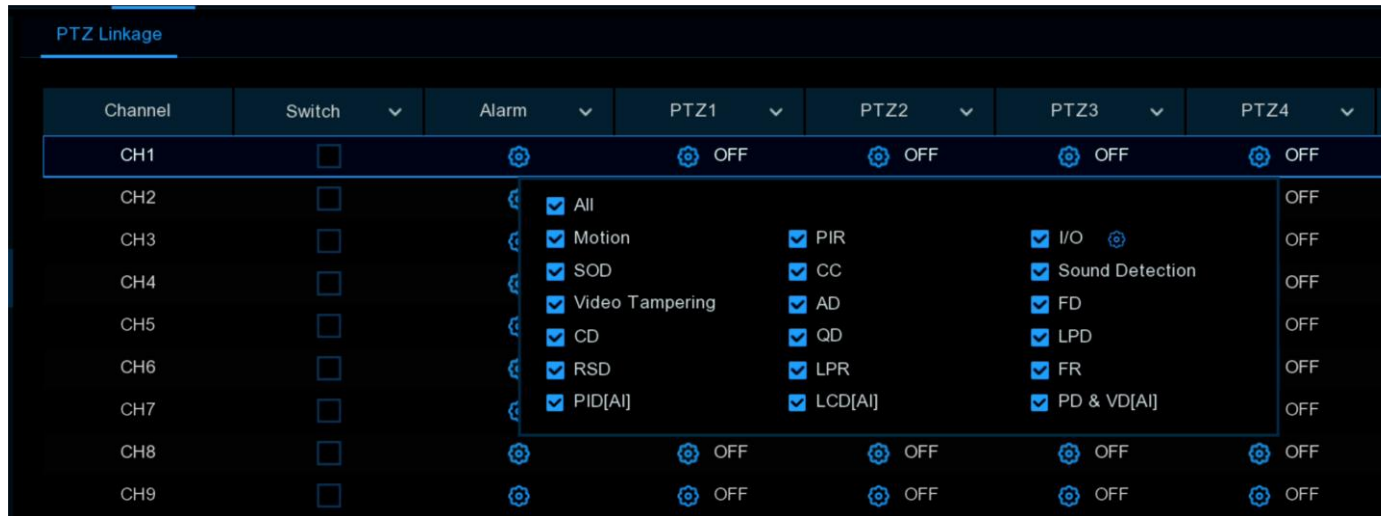 PTZ Linkage
Channel Switch Alarm PTZ1 PTZ2 PTZ3 PTZ4
CH1 OFF OFF OFF OFF
CH2 OFF
All
CH3 Motion PIR I/O OFF
CH4 SOD CC Sound Detection OFF
Video Tampering AD FD
CH5 CD QD LPD OFF
CH6 RSD LPR FR OFF
CH7 PID[AI] LCD[AI] PD & VD[AI] OFF
CH8 OFF OFF OFF OFF
CH9 OFF OFF OFF OFF